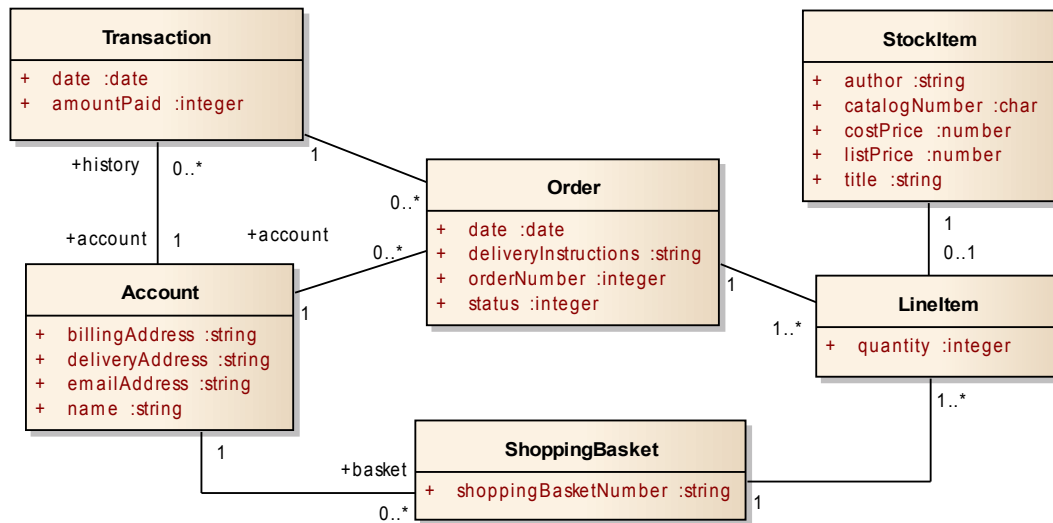 Transaction
+ date :date
+ amountPaid :integer
StockItem
+ author :string
+ catalogNumber :char
+ costPrice :number
+ listPrice :number
+ title :string
+history
0..*
1
0..*
Order
+ date :date
+ deliveryInstructions :string
+ orderNumber :integer
+ status :integer
1
0..1
+account
1
+account
0..*
Account
+ billingAddress :string
+ deliveryAddress :string
+ emailAddress :string
+ name :string
1
1
1..*
LineItem
+ quantity :integer
1..*
1
+basket
0..*
ShoppingBasket
+ shoppingBasketNumber :string
1